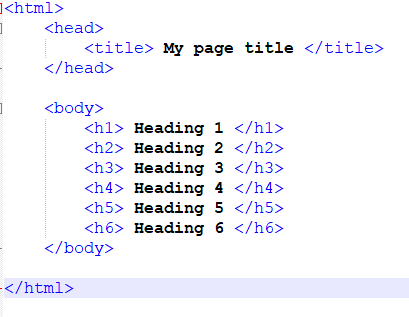 <html>
<head>
<title> My page title </title>
</head>
<body>
<h1> Heading 1 </h1>
<h2> Heading 2 </h2>
<h3> Heading 3 </h3>
<h4> Heading 4 </h4>
<h5> Heading 5 </h5>
<h6> Heading 6 </h6>
</body>
</html>